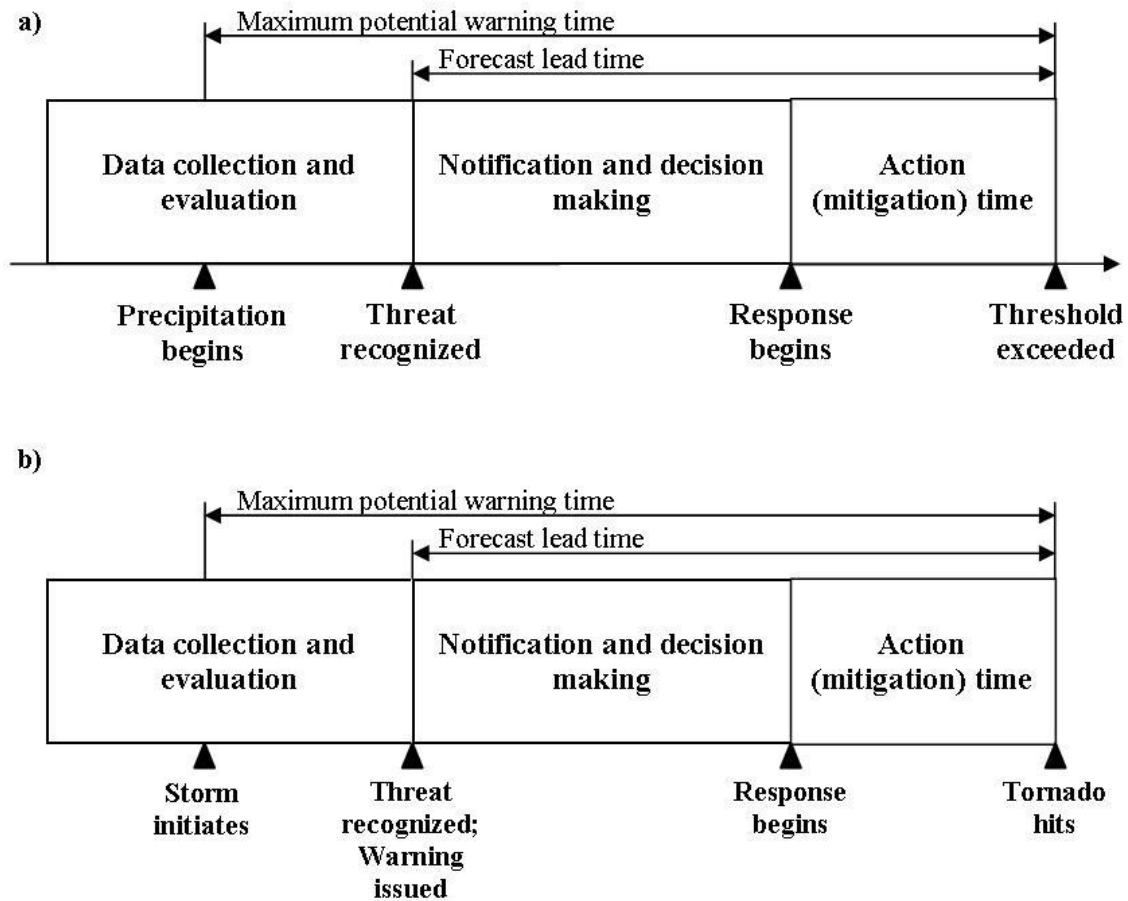 a)
Maximum potential warning time
Forecast lead time
Data collection and
evaluation
Notification and decision
making
Action
(mitigation) time
Precipitation
begins
Threat
recognized
Response
begins
Threshold
exceeded
b)
Maximum potential warning time
Forecast lead time
Data collection and
evaluation
Notification and decision
making
Action
(mitigation) time
Storm
initiates
Threat
recognized;
Warning
issued
Response
begins
Tornado
hits